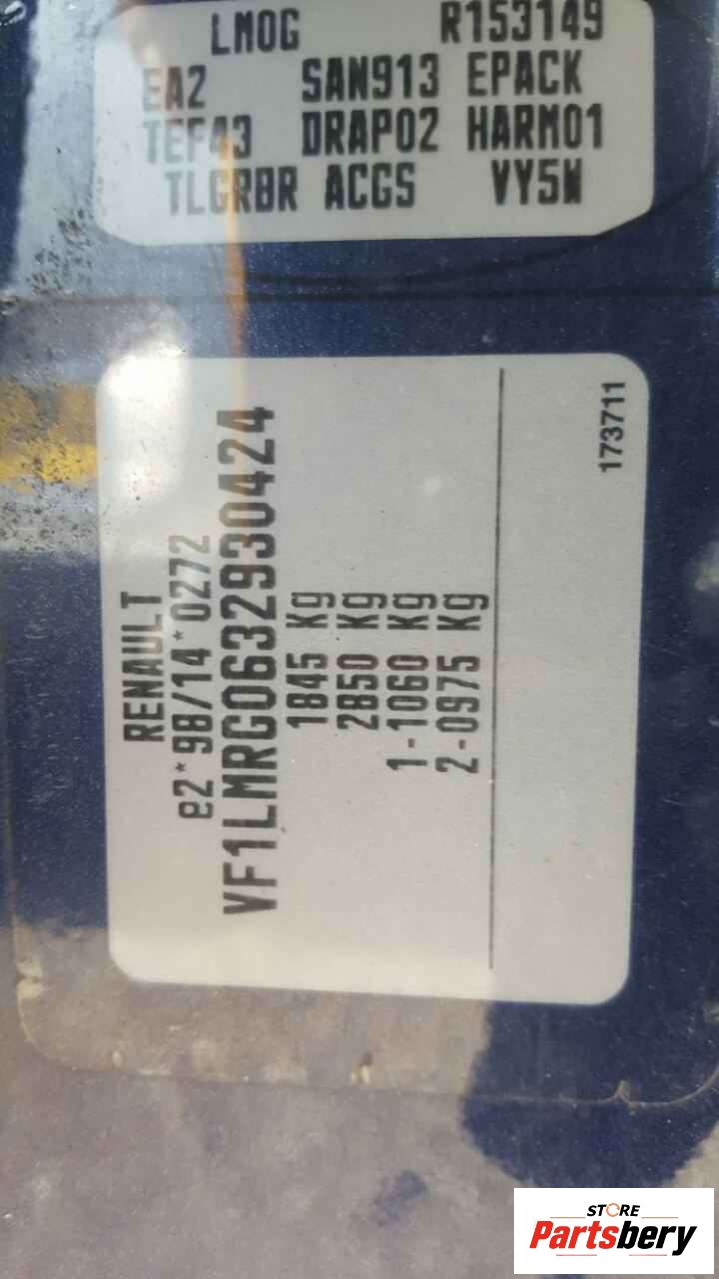 LM0G R153149
EA2 SAN913 EPACK
TEF43 DRAP02 HARM01
TLGRBR ACGS VY5W
RENAULT
e2*98/14*0272
VF1LMRG0632930424
1845 Kg
2850 Kg
1-1060 Kg
2-0975 Kg
173711
STORE
Partsbery